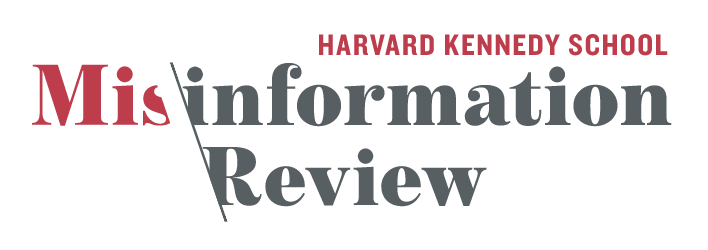 HARVARD KENNEDY SCHOOL
Misinformation
Review